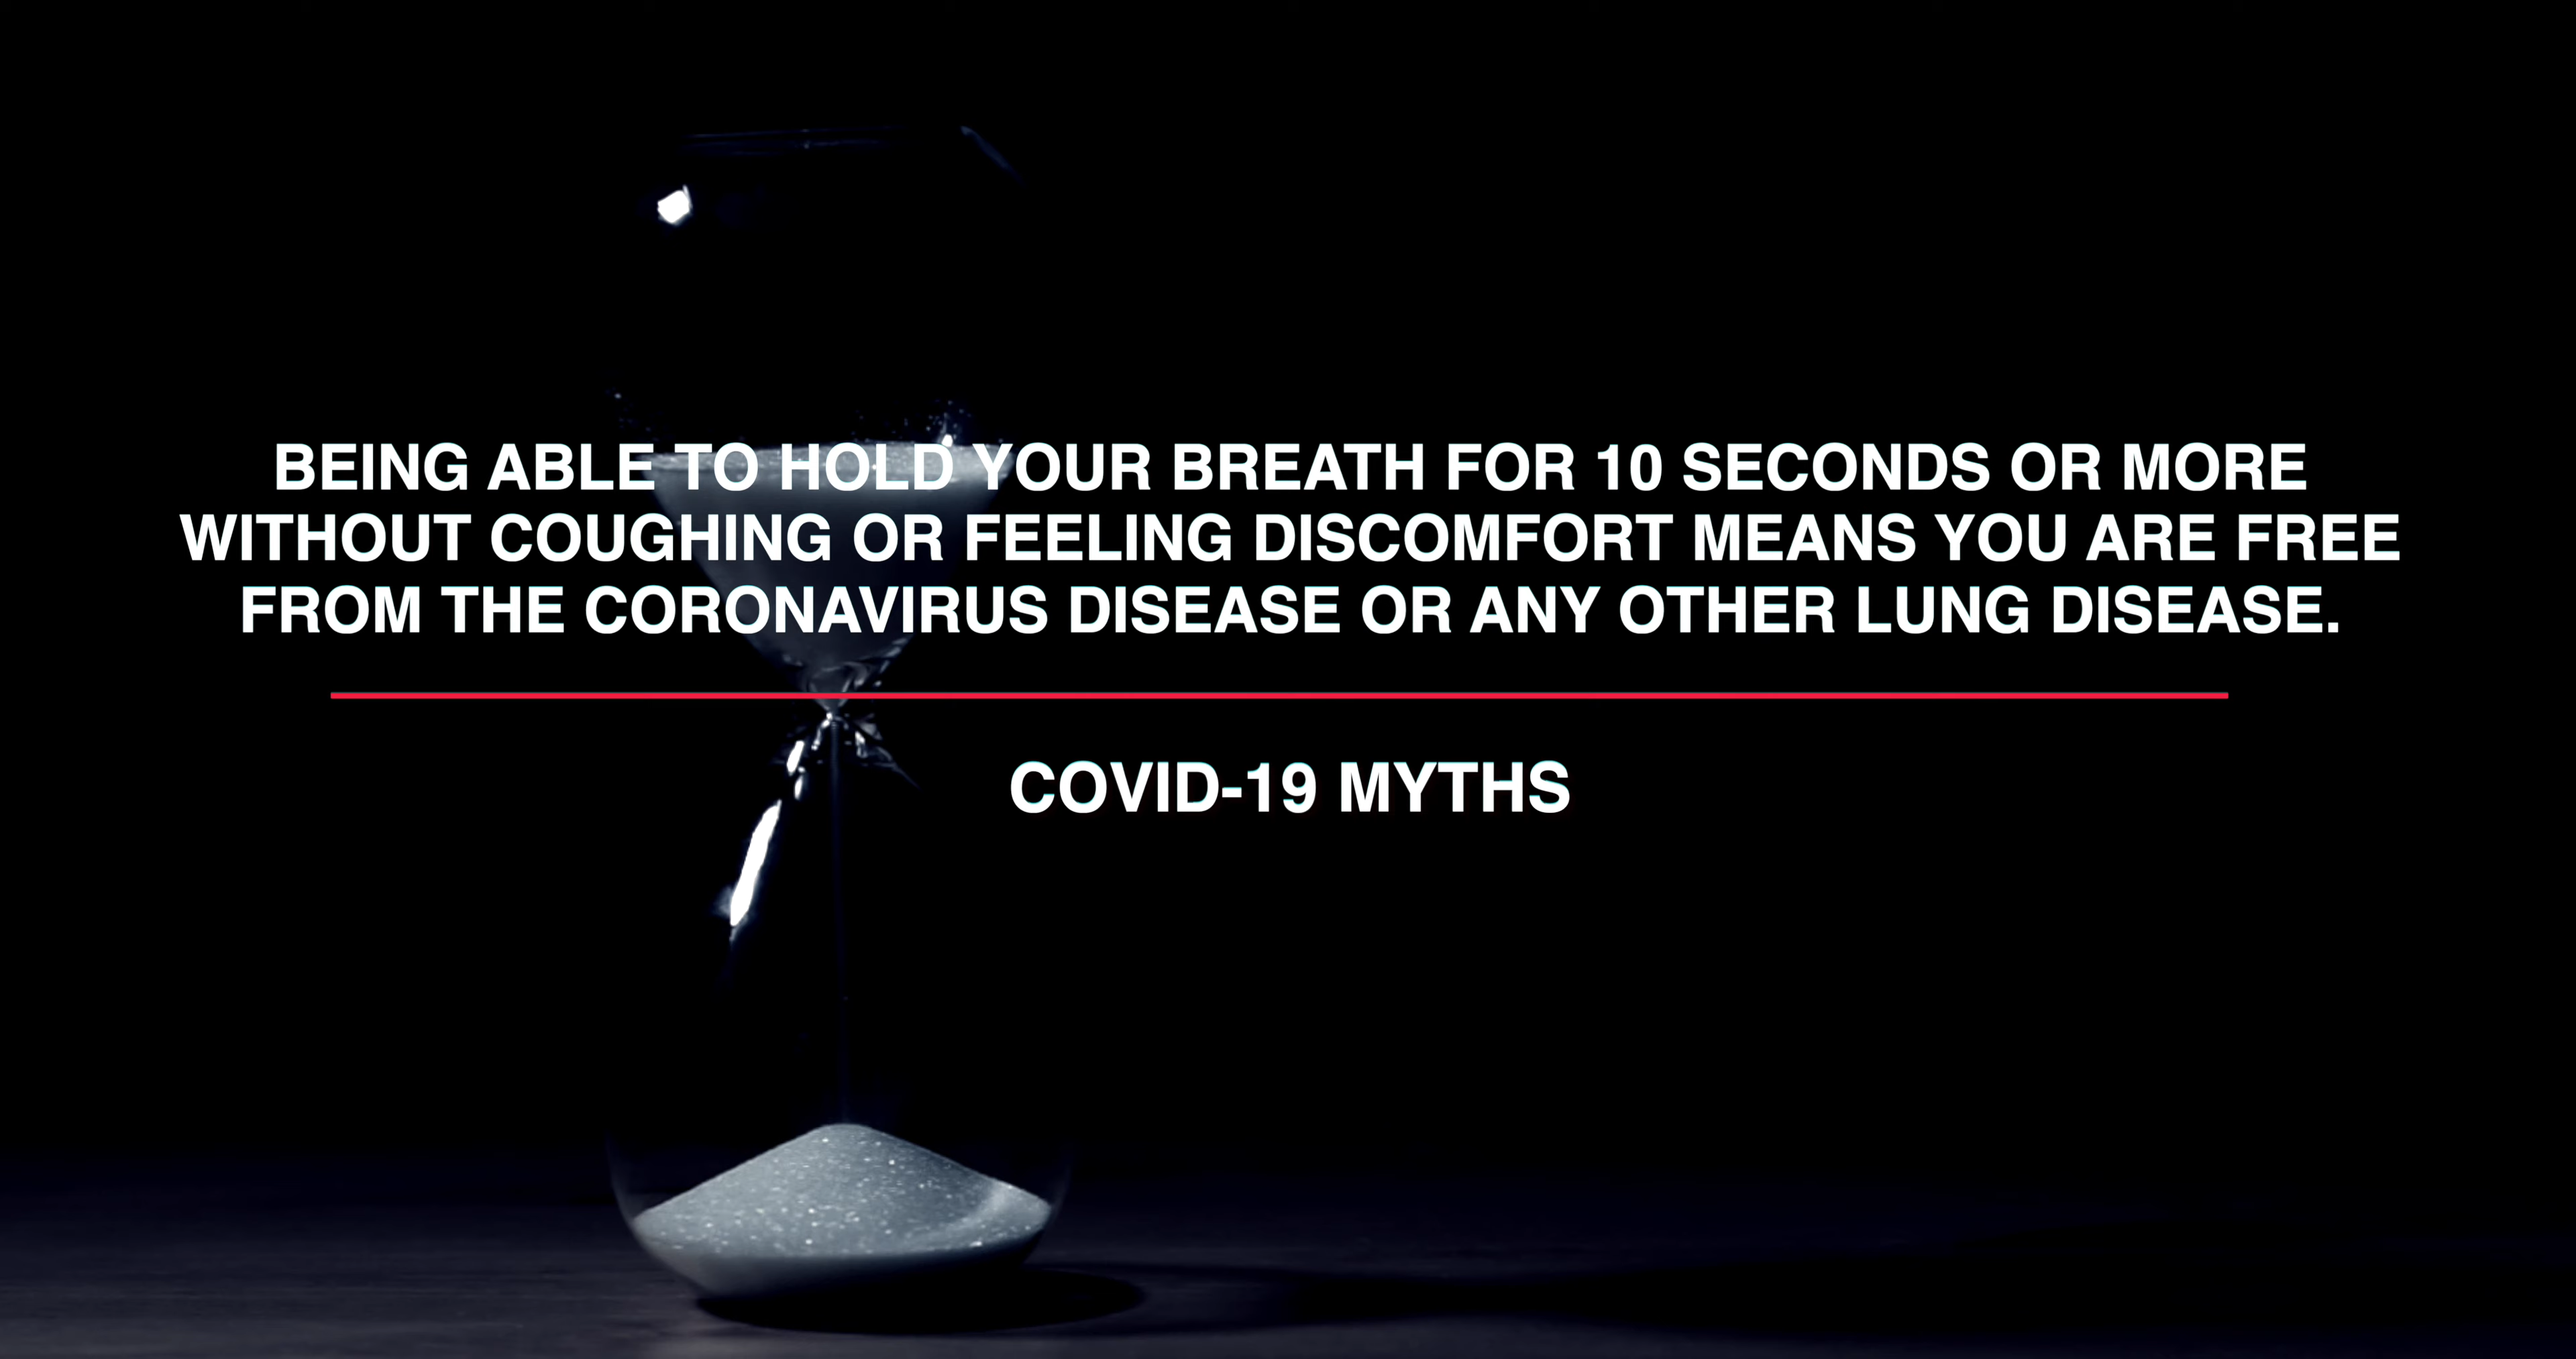 BEING ABLE TO HOLD YOUR BREATH FOR 10 SECONDS OR MORE
WITHOUT COUGHING OR FEELING DISCOMFORT MEANS YOU ARE FREE
FROM THE CORONAVIRUS DISEASE OR ANY OTHER LUNG DISEASE.
COVID-19 MYTHS